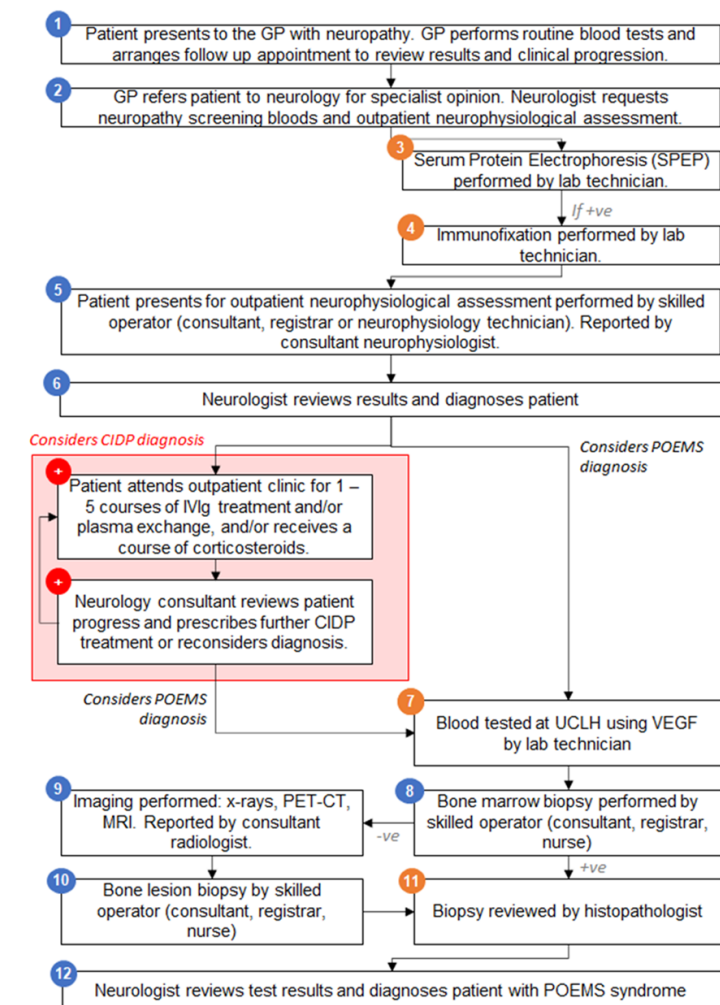 1
Patient presents to the GP with neuropathy. GP performs routine blood tests and
arranges follow up appointment to review results and clinical progression.
2
GP refers patient to neurology for specialist opinion. Neurologist requests
neuropathy screening bloods and outpatient neurophysiological assessment.
3
Serum Protein Electrophoresis (SPEP)
performed by lab technician.
If +ve
4
Immunofixation performed by lab
technician.
5
Patient presents for outpatient neurophysiological assessment performed by skilled
operator (consultant, registrar or neurophysiology technician). Reported by
consultant neurophysiologist.
6
Neurologist reviews results and diagnoses patient
Considers CIDP diagnosis
Considers POEMS
diagnosis
+
Patient attends outpatient clinic for 1 –
5 courses of IVIg treatment and/or
plasma exchange, and/or receives a
course of corticosteroids.
+
Neurology consultant reviews patient
progress and prescribes further CIDP
treatment or reconsiders diagnosis.
Considers POEMS
diagnosis
7
Blood tested at UCLH using VEGF
by lab technician
8
Bone marrow biopsy performed by
skilled operator (consultant, registrar,
nurse)
-ve
+ve
9
Imaging performed: x-rays, PET-CT,
MRI. Reported by consultant
radiologist.
10
Bone lesion biopsy by skilled
operator (consultant, registrar,
nurse)
11
Biopsy reviewed by histopathologist
12
Neurologist reviews test results and diagnoses patient with POEMS syndrome